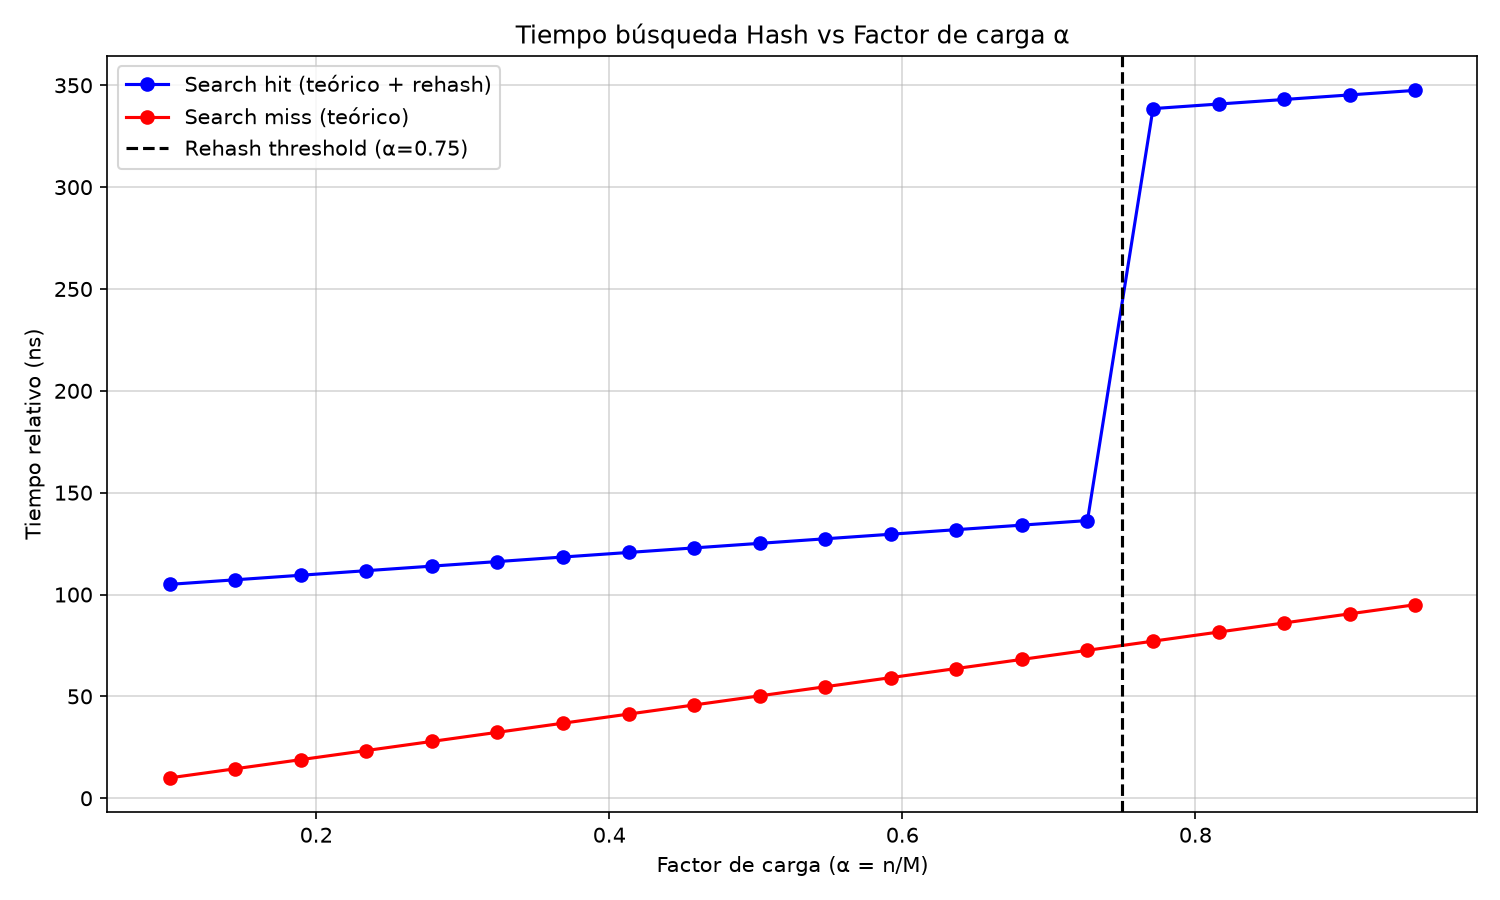 Tiempo búsqueda Hash vs Factor de carga α
Search hit (teórico + rehash)
Search miss (teórico)
Rehash threshold (α=0.75)
Tiempo relativo (ns)
350
300
250
200
150
100
50
0
0.2 0.4 0.6 0.8
Factor de carga (α = n/M)